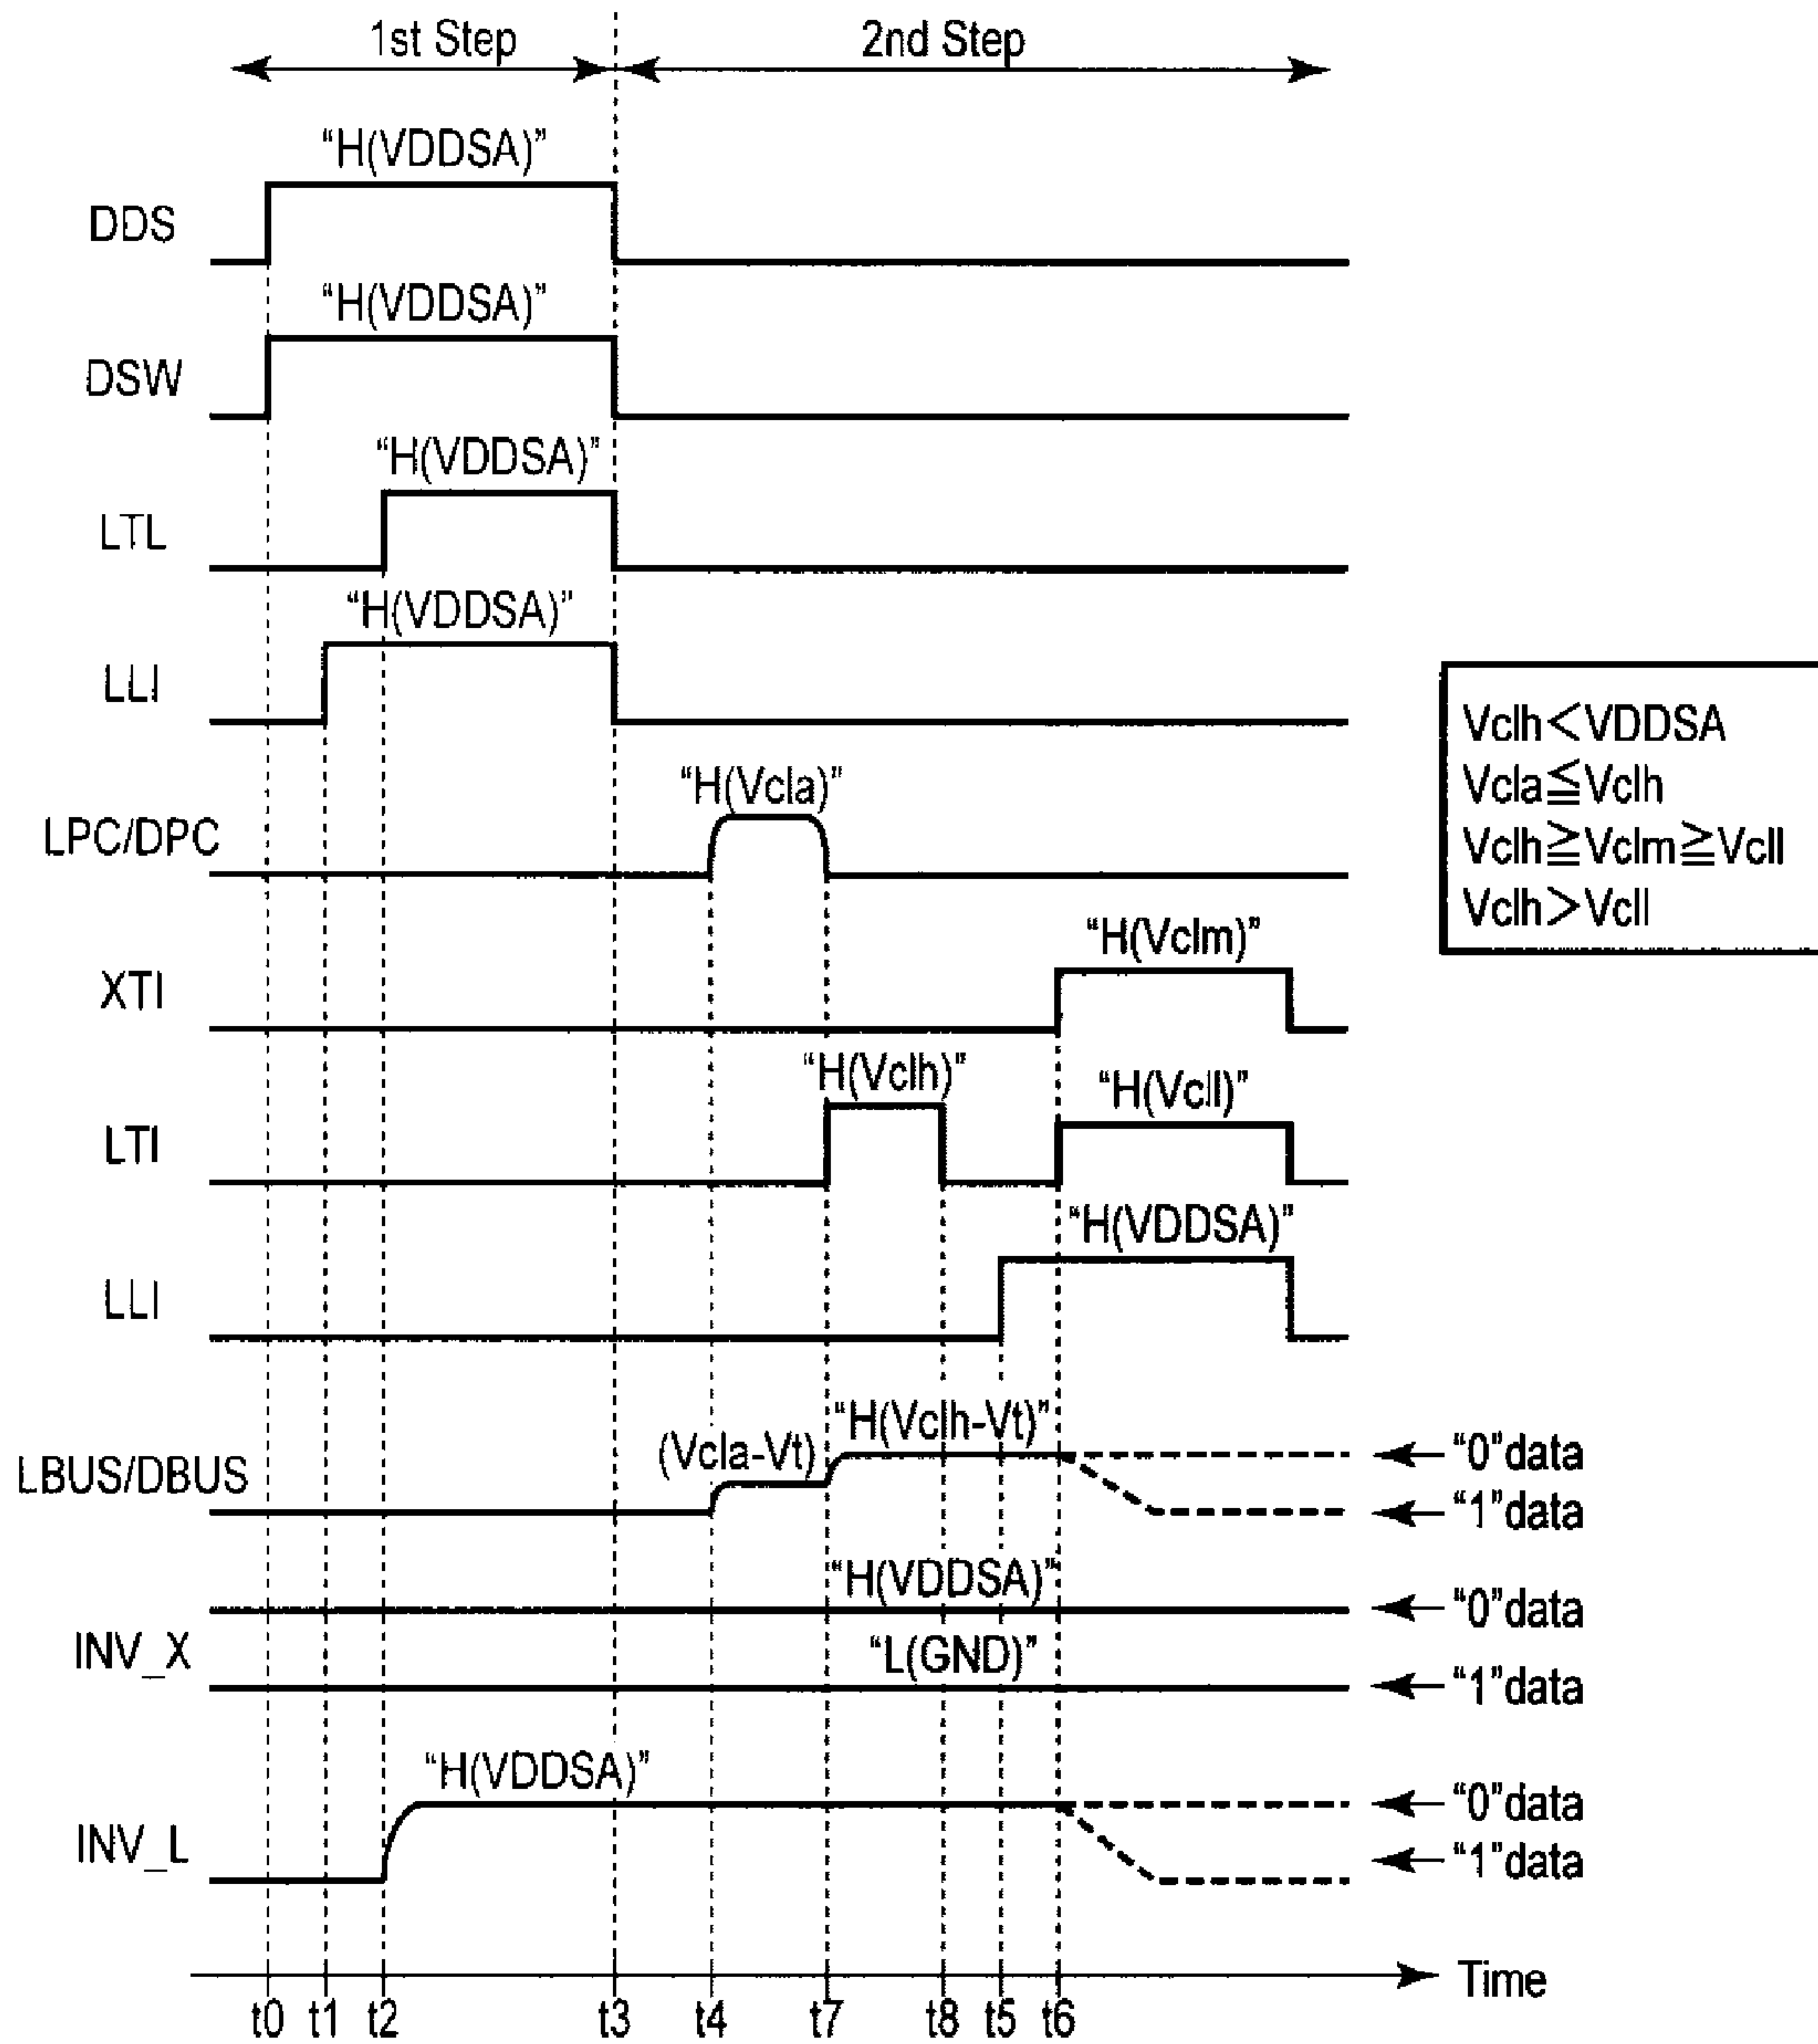 1st Step 2nd Step
"H(VDDSA)"
DDS
"H(VDDSA)"
DSW
"H(VDDSA)"
LTL
"H(VDDSA)"
LLI
Vclh<VDDSA
Vcla≦Vclh
Vclh≧Vclm≧Vcll
Vclh>Vcll
"H(Vcla)"
LPC/DPC
"H(Vclm)"
XTI
"H(Vclh)" "H(Vcll)"
LTI
"H(VDDSA)"
LLI
(Vcla-Vt) "H(Vclh-Vt)"
LBUS/DBUS
"0"data
"1"data
"H(VDDSA)"
"0"data
INV_X
"L(GND)"
"1"data
"H(VDDSA)"
"0"data
INV_L
"1"data
Time
t0 t1 t2 t3 t4 t7 t8 t5 t6